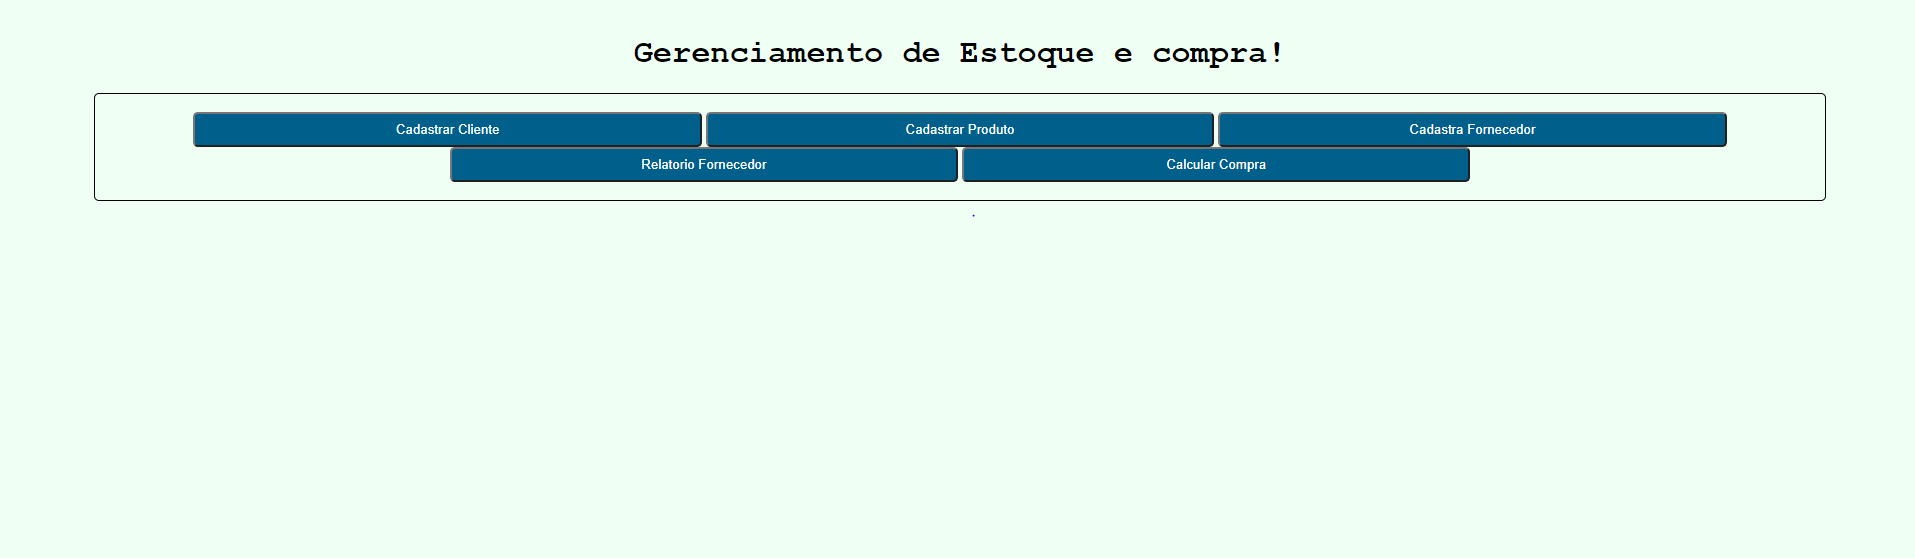 Gerenciamento de Estoque e compra!
Cadastrar Cliente Cadastrar Produto Cadastra Fornecedor
Relatorio Fornecedor Calcular Compra
.